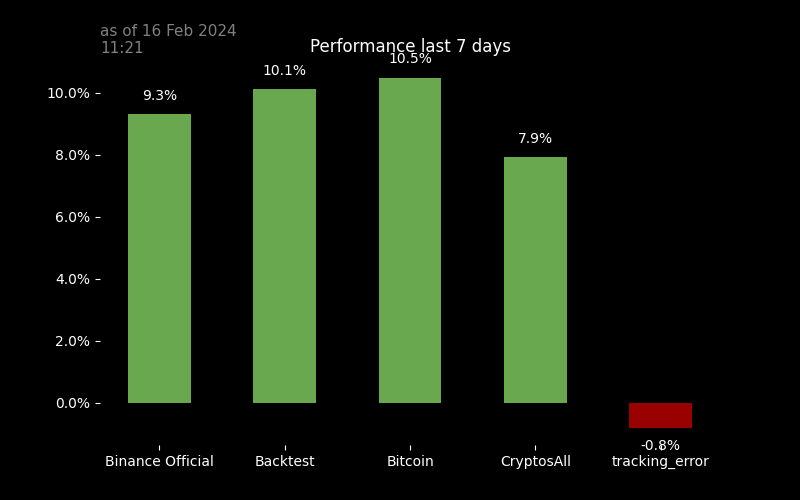 as of 16 Feb 2024
11:21
Performance last 7 days
10.5%
10.1%
9.3%
7.9%
10.0%
8.0%
6.0%
4.0%
2.0%
0.0%
-0.8%
Binance Official
Backtest
Bitcoin
CryptosAll
tracking_error